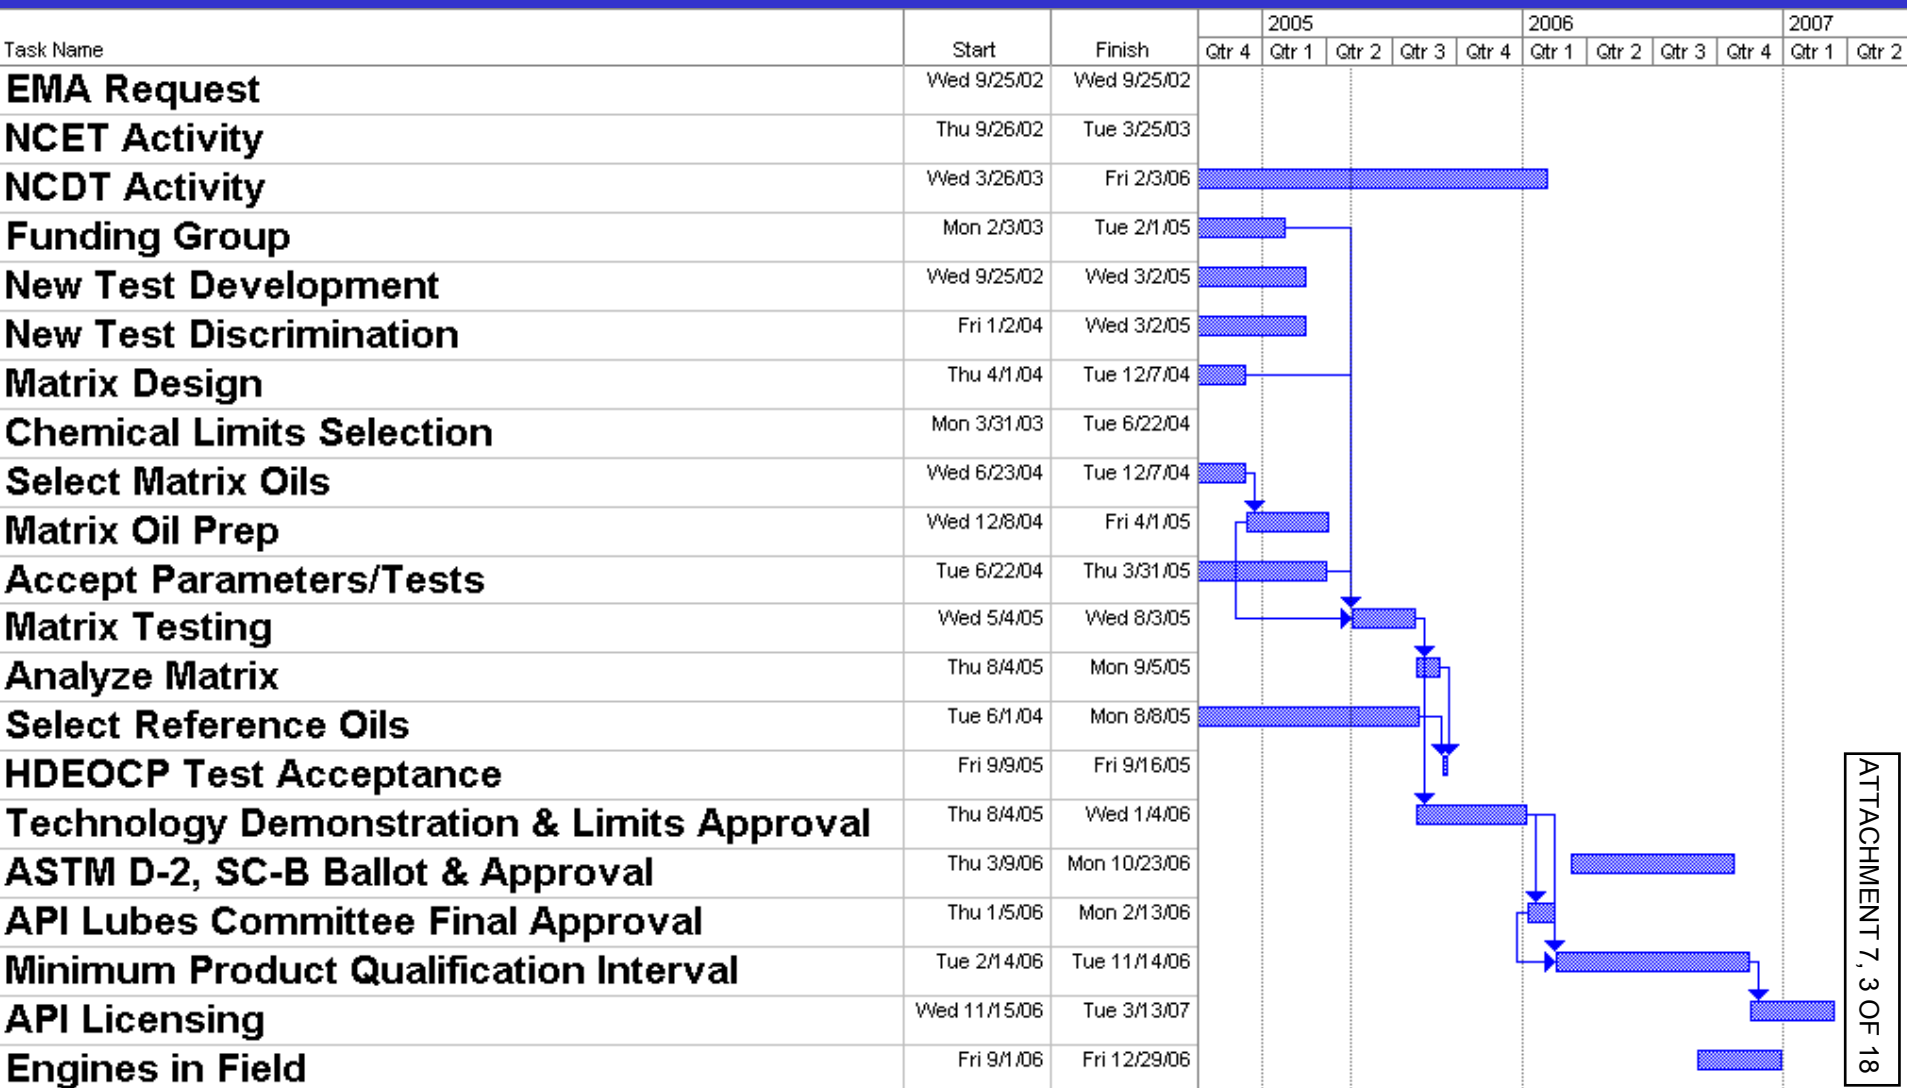 2005 2006 2007
Task Name Start Finish Qtr 4 Qtr 1 Qtr 2 Qtr 3 Qtr 4 Qtr 1 Qtr 2 Qtr 3 Qtr 4 Qtr 1 Qtr 2
EMA Request Wed 9/25/02 Wed 9/25/02
NCET Activity Thu 9/26/02 Tue 3/25/03
NCDT Activity Wed 3/26/03 Fri 2/3/06
Funding Group Mon 2/3/03 Tue 2/1/05
New Test Development Wed 9/25/02 Wed 3/2/05
New Test Discrimination Fri 1/2/04 Wed 3/2/05
Matrix Design Thu 4/1/04 Tue 12/7/04
Chemical Limits Selection Mon 3/31/03 Tue 6/22/04
Select Matrix Oils Wed 6/23/04 Tue 12/7/04
Matrix Oil Prep Wed 12/8/04 Fri 4/1/05
Accept Parameters/Tests Tue 6/22/04 Thu 3/31/05
Matrix Testing Wed 5/4/05 Wed 8/3/05
Analyze Matrix Thu 8/4/05 Mon 9/5/05
Select Reference Oils Tue 6/1/04 Mon 8/8/05
HDEOCP Test Acceptance Fri 9/9/05 Fri 9/16/05
Technology Demonstration & Limits Approval Thu 8/4/05 Wed 1/4/06
ASTM D-2, SC-B Ballot & Approval Thu 3/9/06 Mon 10/23/06
API Lubes Committee Final Approval Thu 1/5/06 Mon 2/13/06
Minimum Product Qualification Interval Tue 2/14/06 Tue 11/14/06
API Licensing Wed 11/15/06 Tue 3/13/07
Engines in Field Fri 9/1/06 Fri 12/29/06
ATTACHMENT 7, 3 OF 18